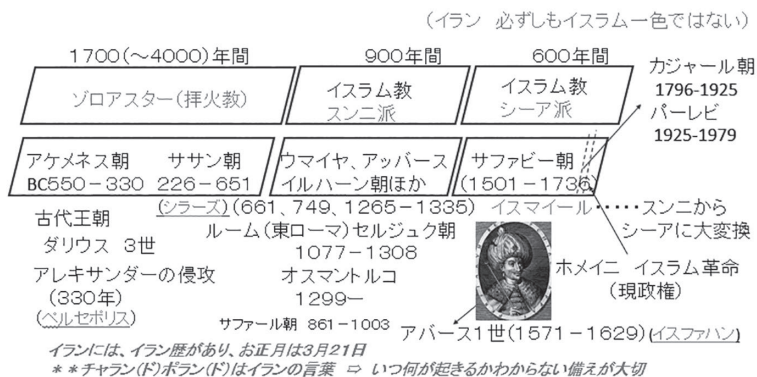 (イラン 必ずしもイスラム一色ではない)
1700(～4000)年間
900年間
600年間
ゾロアスター(拝火教)
イスラム教
スンニ派
イスラム教
シーア派
カジャール朝
1796-1925
パーレビ
1925-1979
アケメネス朝 ササン朝
BC550－330 226－651
ウマイヤ、アッバース
イルハーン朝ほか
サファビー朝
(1501－1736)
(シラーズ)(661、749、1265－1335)
イスマイール・・・・・スンニから
シーアに大変換
古代王朝
ダリウス 3世
アレキサンダーの侵攻
(330年)
(ペルセポリス)
ルーム(東ローマ)セルジュク朝
1077－1308
オスマントルコ
1299ー
サファール朝 861－1003
ホメイニ イスラム革命
(現政権)
アバース1世(1571－1629)(イスファハン)
イランには、イラン歴があり、お正月は3月21日
＊＊チャラン(ド)ポラン(ド)はイランの言葉 ⇨ いつ何が起きるかわからない備えが大切